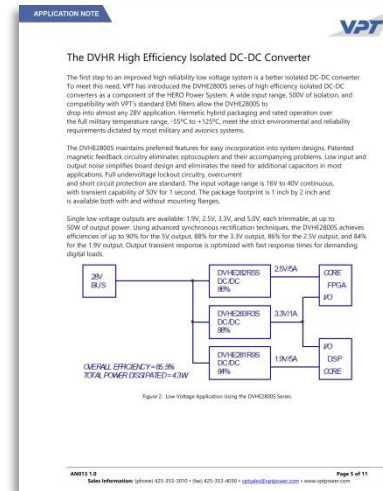 APPLICATION NOTE
VPT
The DVHR High Efficiency Isolated DC-DC Converter
The first step to an improved high reliability low voltage system is a better isolated DC-DC converter.
To meet this need, VPT has introduced the DVHE2800S series of high efficiency isolated DC-DC
converters as a component of the HERO Power System. A wide input range, 500V of isolation, and
compatibility with VPT's standard EMI filters allow the DVHE2800S to
drop into almost any 28V application. Hermetic hybrid packaging and rated operation over
the full military temperature range, -55°C to +125°C, meet the strict environmental and reliability
requirements dictated by most military and avionics systems.
The DVHE2800S maintains preferred features for easy incorporation into system designs. Patented
magnetic feedback circuitry eliminates optocouplers and their accompanying problems. Low input and
output noise simplifies board design and eliminates the need for additional capacitors in most
applications. Full undervoltage lockout circuitry, overcurrent
and short circuit protection are standard. The input voltage range is 16V to 40V continuous,
with transient capability of 50V for 1 second. The package footprint is 1 inch by 2 inch and
is available both with and without mounting flanges.
Single low voltage outputs are available: 1.9V, 2.5V, 3.3V, and 5.0V, each trimmable, at up to
50W of output power. Using advanced synchronous rectification techniques, the DVHE2800S achieves
efficiencies of up to 90% for the 5V output, 88% for the 3.3V output, 86% for the 2.5V output, and 84%
for the 1.9V output. Output transient response is optimized with fast response times for demanding
digital loads.
28V
BUS
DVHE282R5S
DC/DC
86%
2.5V/5A
CORE
FPGA
I/O
DVHE283R3S
DC/DC
88%
3.3V/1A
DVHE281R9S
DC/DC
84%
1.9V/5A
I/O
DSP
CORE
OVERALL EFFICIENCY = 85.5%
TOTAL POWER DISSIPATED = 4.3W
Figure 2. Low Voltage Application Using the DVHE2800S Series.
AN013 1.0
Page 5 of 11
Sales Information: (phone) 425-353-3010 • (fax) 425-353-4030 • vptsales@vptpower.com • www.vptpower.com